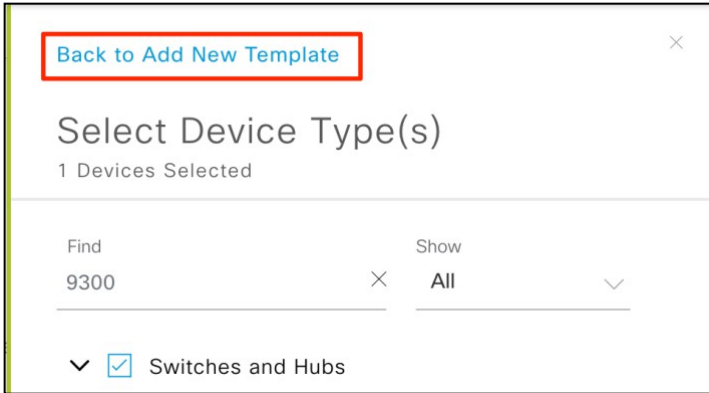 Back to Add New Template
Select Device Type(s)
1 Devices Selected
Find
Show
9300
All
Switches and Hubs